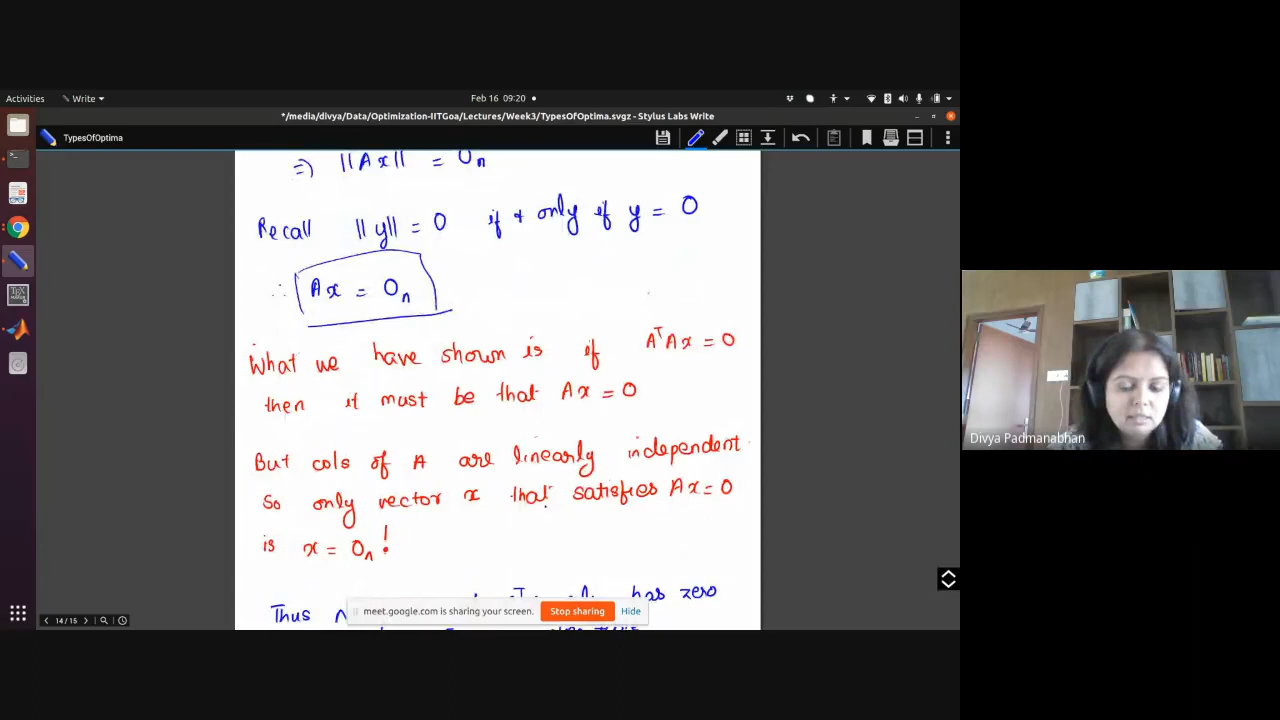 Activities
Write
Feb 16 09:20
*/media/divya/Data/Optimization-IITGoa/Lectures/Week3/TypesOfOptima.svgz - Stylus Labs Write
TypesOfOptima
=> ||Ax|| = 0n
Recall ||y|| = 0 if & only if y = 0
∴ Ax = 0n
What we have shown is if AᵀAx = 0
then it must be that Ax = 0
But cols of A are linearly independent
So only vector x that satisfies Ax = 0
is x = 0n!
Thus has zero
meet.google.com is sharing your screen.
Stop sharing
Hide
14/15
Divya Padmanabhan